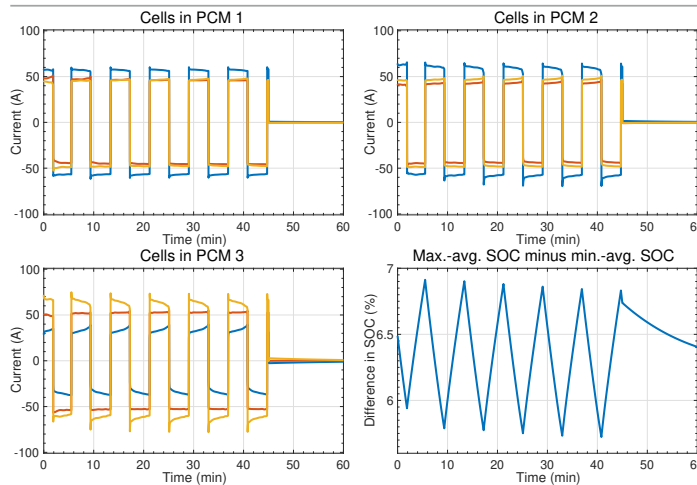 Cells in PCM 1
100
50
0
-50
-100
Current (A)
0 10 20 30 40 50 60
Time (min)
Cells in PCM 2
100
50
0
-50
-100
Current (A)
0 10 20 30 40 50 60
Time (min)
Cells in PCM 3
100
50
0
-50
-100
Current (A)
0 10 20 30 40 50 60
Time (min)
Max.-avg. SOC minus min.-avg. SOC
7
6.5
6
Difference in SOC (%)
0 10 20 30 40 50 60
Time (min)